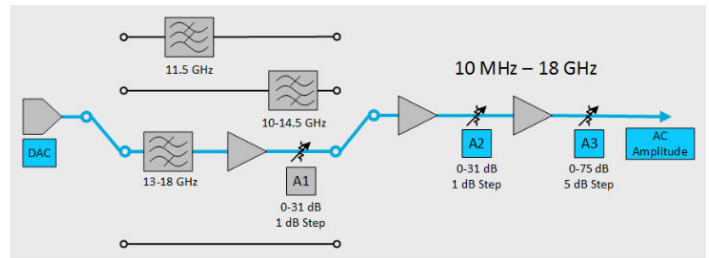 11.5 GHz
10 MHz – 18 GHz
10-14.5 GHz
DAC
13-18 GHz
A1
0-31 dB
1 dB Step
A2
0-31 dB
1 dB Step
A3
0-75 dB
5 dB Step
AC
Amplitude